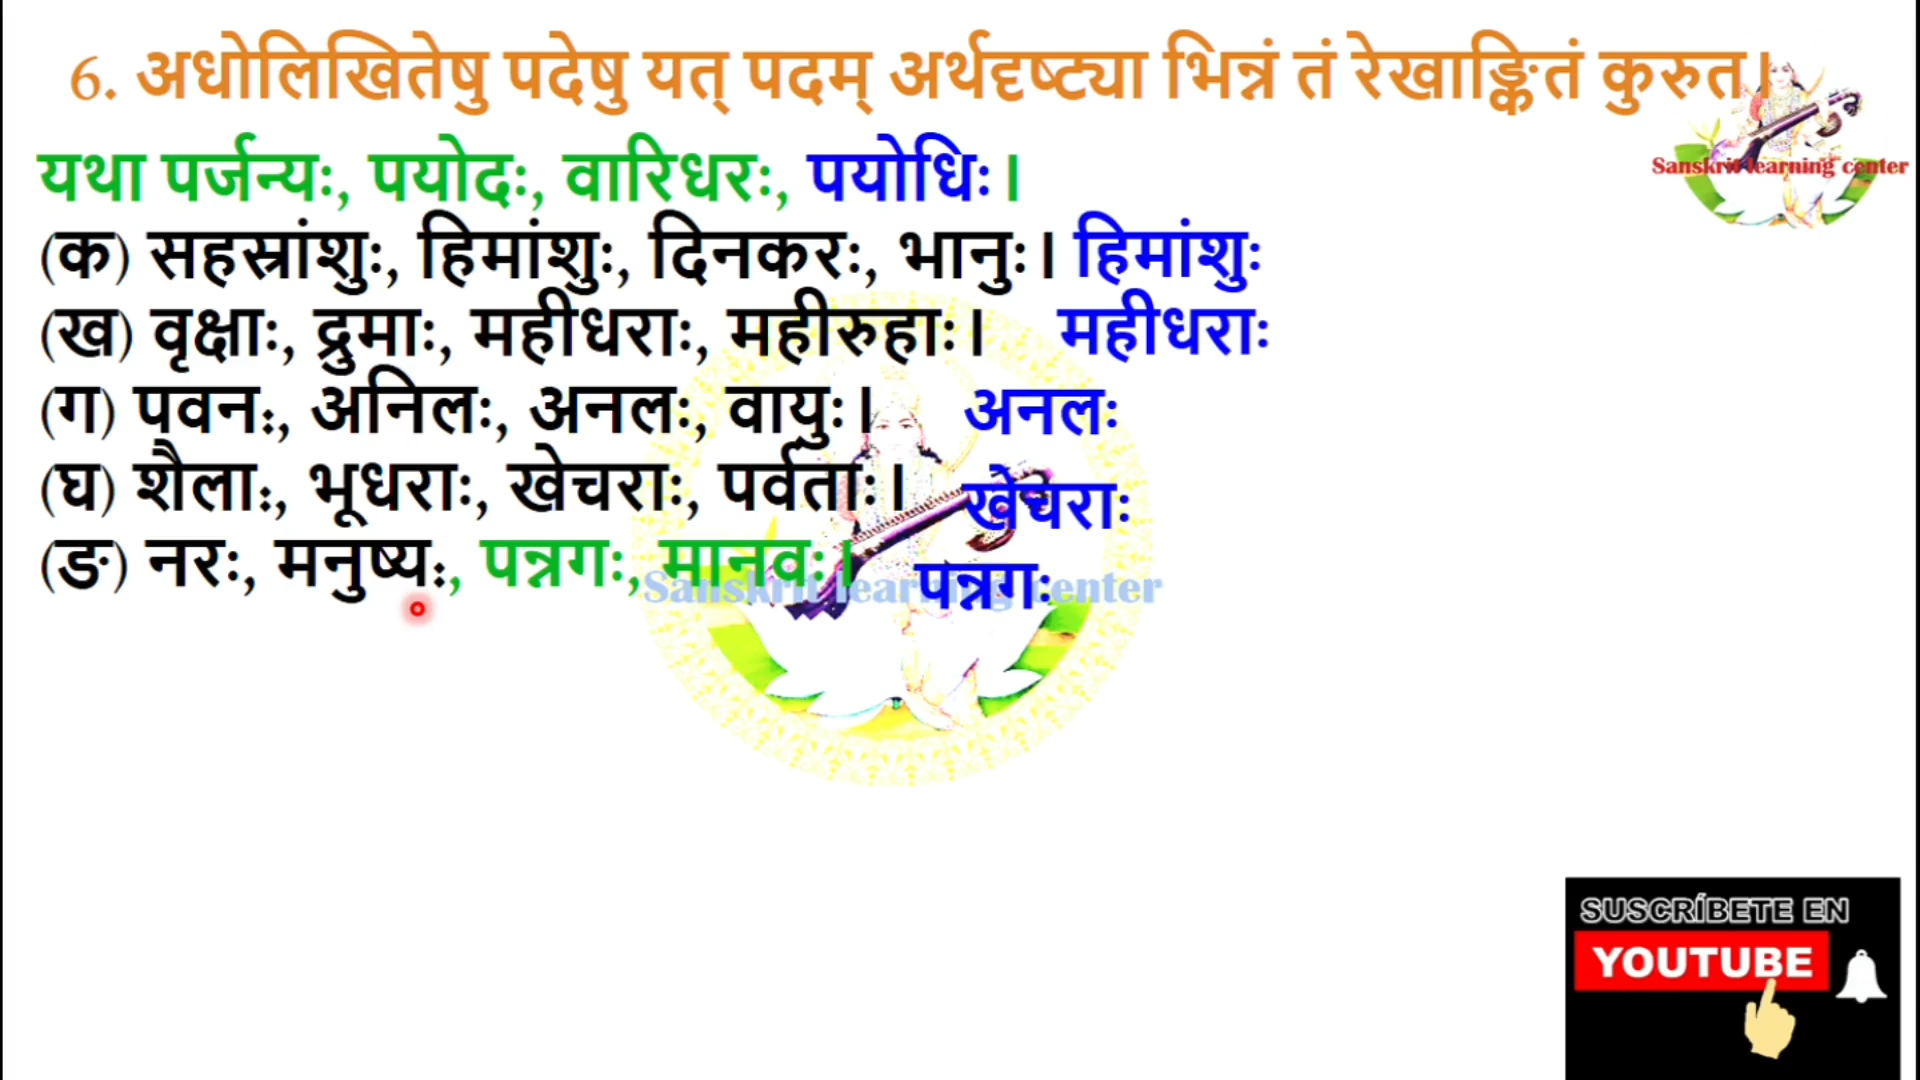 6. अधोलिखितेषु पदेषु यत् पदम् अर्थदृष्ट्या भिन्नं तं रेखाङ्कितं कुरुत।
Sanskrit learning center
यथा पर्जन्यः, पयोदः, वारिधरः, पयोधिः।
(क) सहस्रांशुः, हिमांशुः, दिनकरः, भानुः। हिमांशुः
(ख) वृक्षाः, द्रुमाः, महीधराः, महीरुहाः। महीधराः
(ग) पवनः, अनिलः, अनलः, वायुः। अनलः
(घ) शैलाः, भूधराः, खेचराः, पर्वताः। खेचराः
(ङ) नरः, मनुष्यः, पन्नगः, मानवः। पन्नगः
Sanskrit learning center
SUSCRÍBETE EN
YOUTUBE